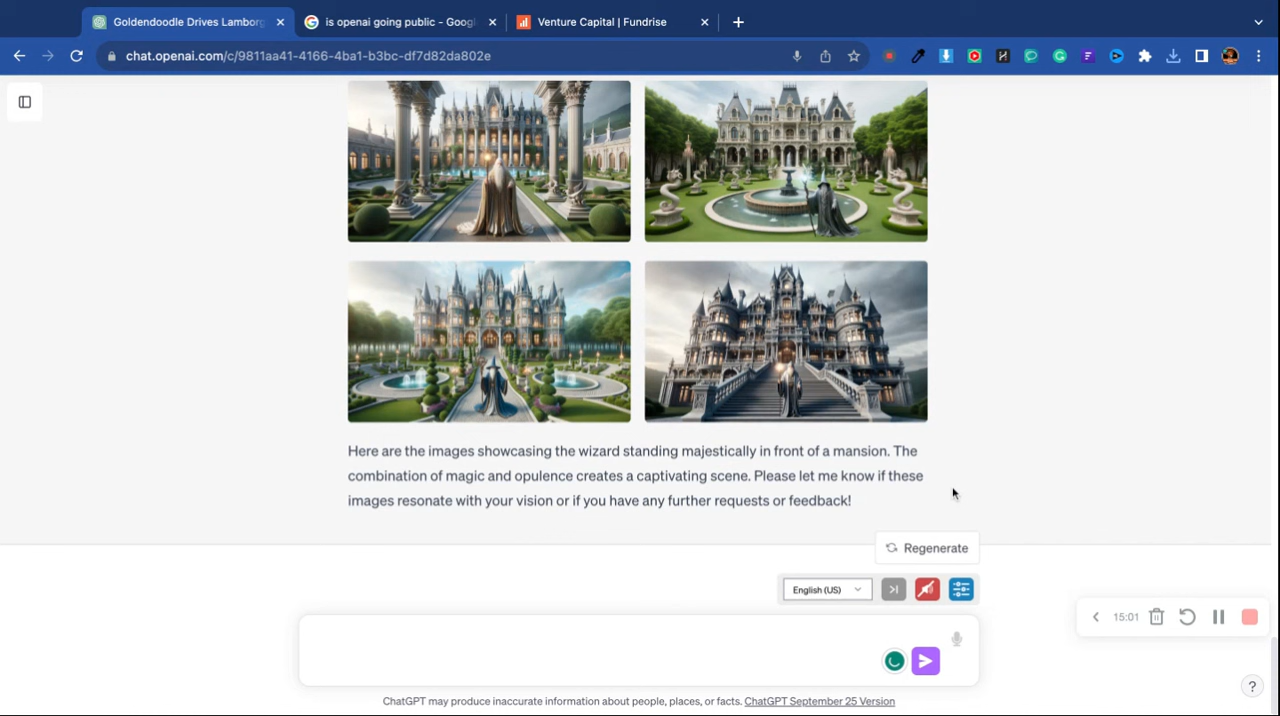 Goldendoodle Drives Lamborg
is openai going public - Goog
Venture Capital | Fundrise
chat.openai.com/c/9811aa41-4166-4ba1-b3bc-df7d82da802e
Here are the images showcasing the wizard standing majestically in front of a mansion. The
combination of magic and opulence creates a captivating scene. Please let me know if these
images resonate with your vision or if you have any further requests or feedback!
Regenerate
English (US)
15:01
ChatGPT may produce inaccurate information about people, places, or facts. ChatGPT September 25 Version
?